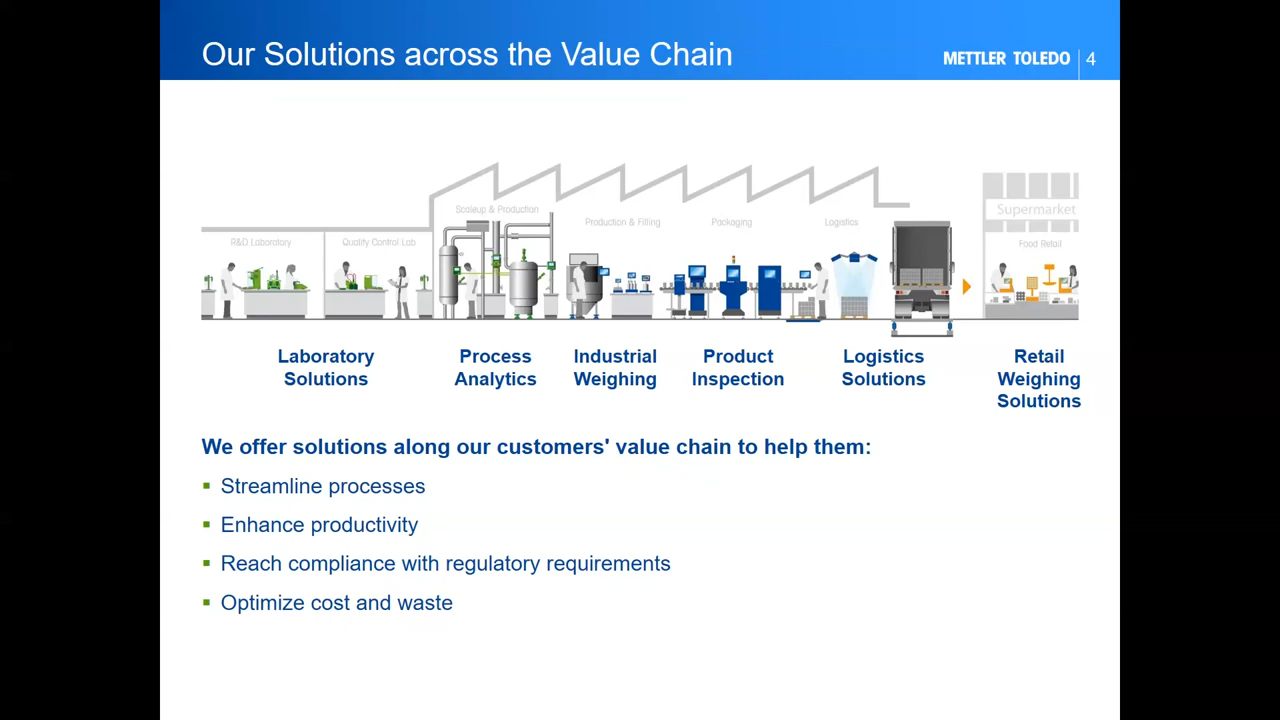 Our Solutions across the Value Chain
METTLER TOLEDO 4
Scaleup & Production
Production & Filling
Packaging
Logistics
Supermarket
R&D Laboratory
Quality Control Lab
Food Retail
Laboratory
Solutions
Process
Analytics
Industrial
Weighing
Product
Inspection
Logistics
Solutions
Retail
Weighing
Solutions
We offer solutions along our customers' value chain to help them:
Streamline processes
Enhance productivity
Reach compliance with regulatory requirements
Optimize cost and waste